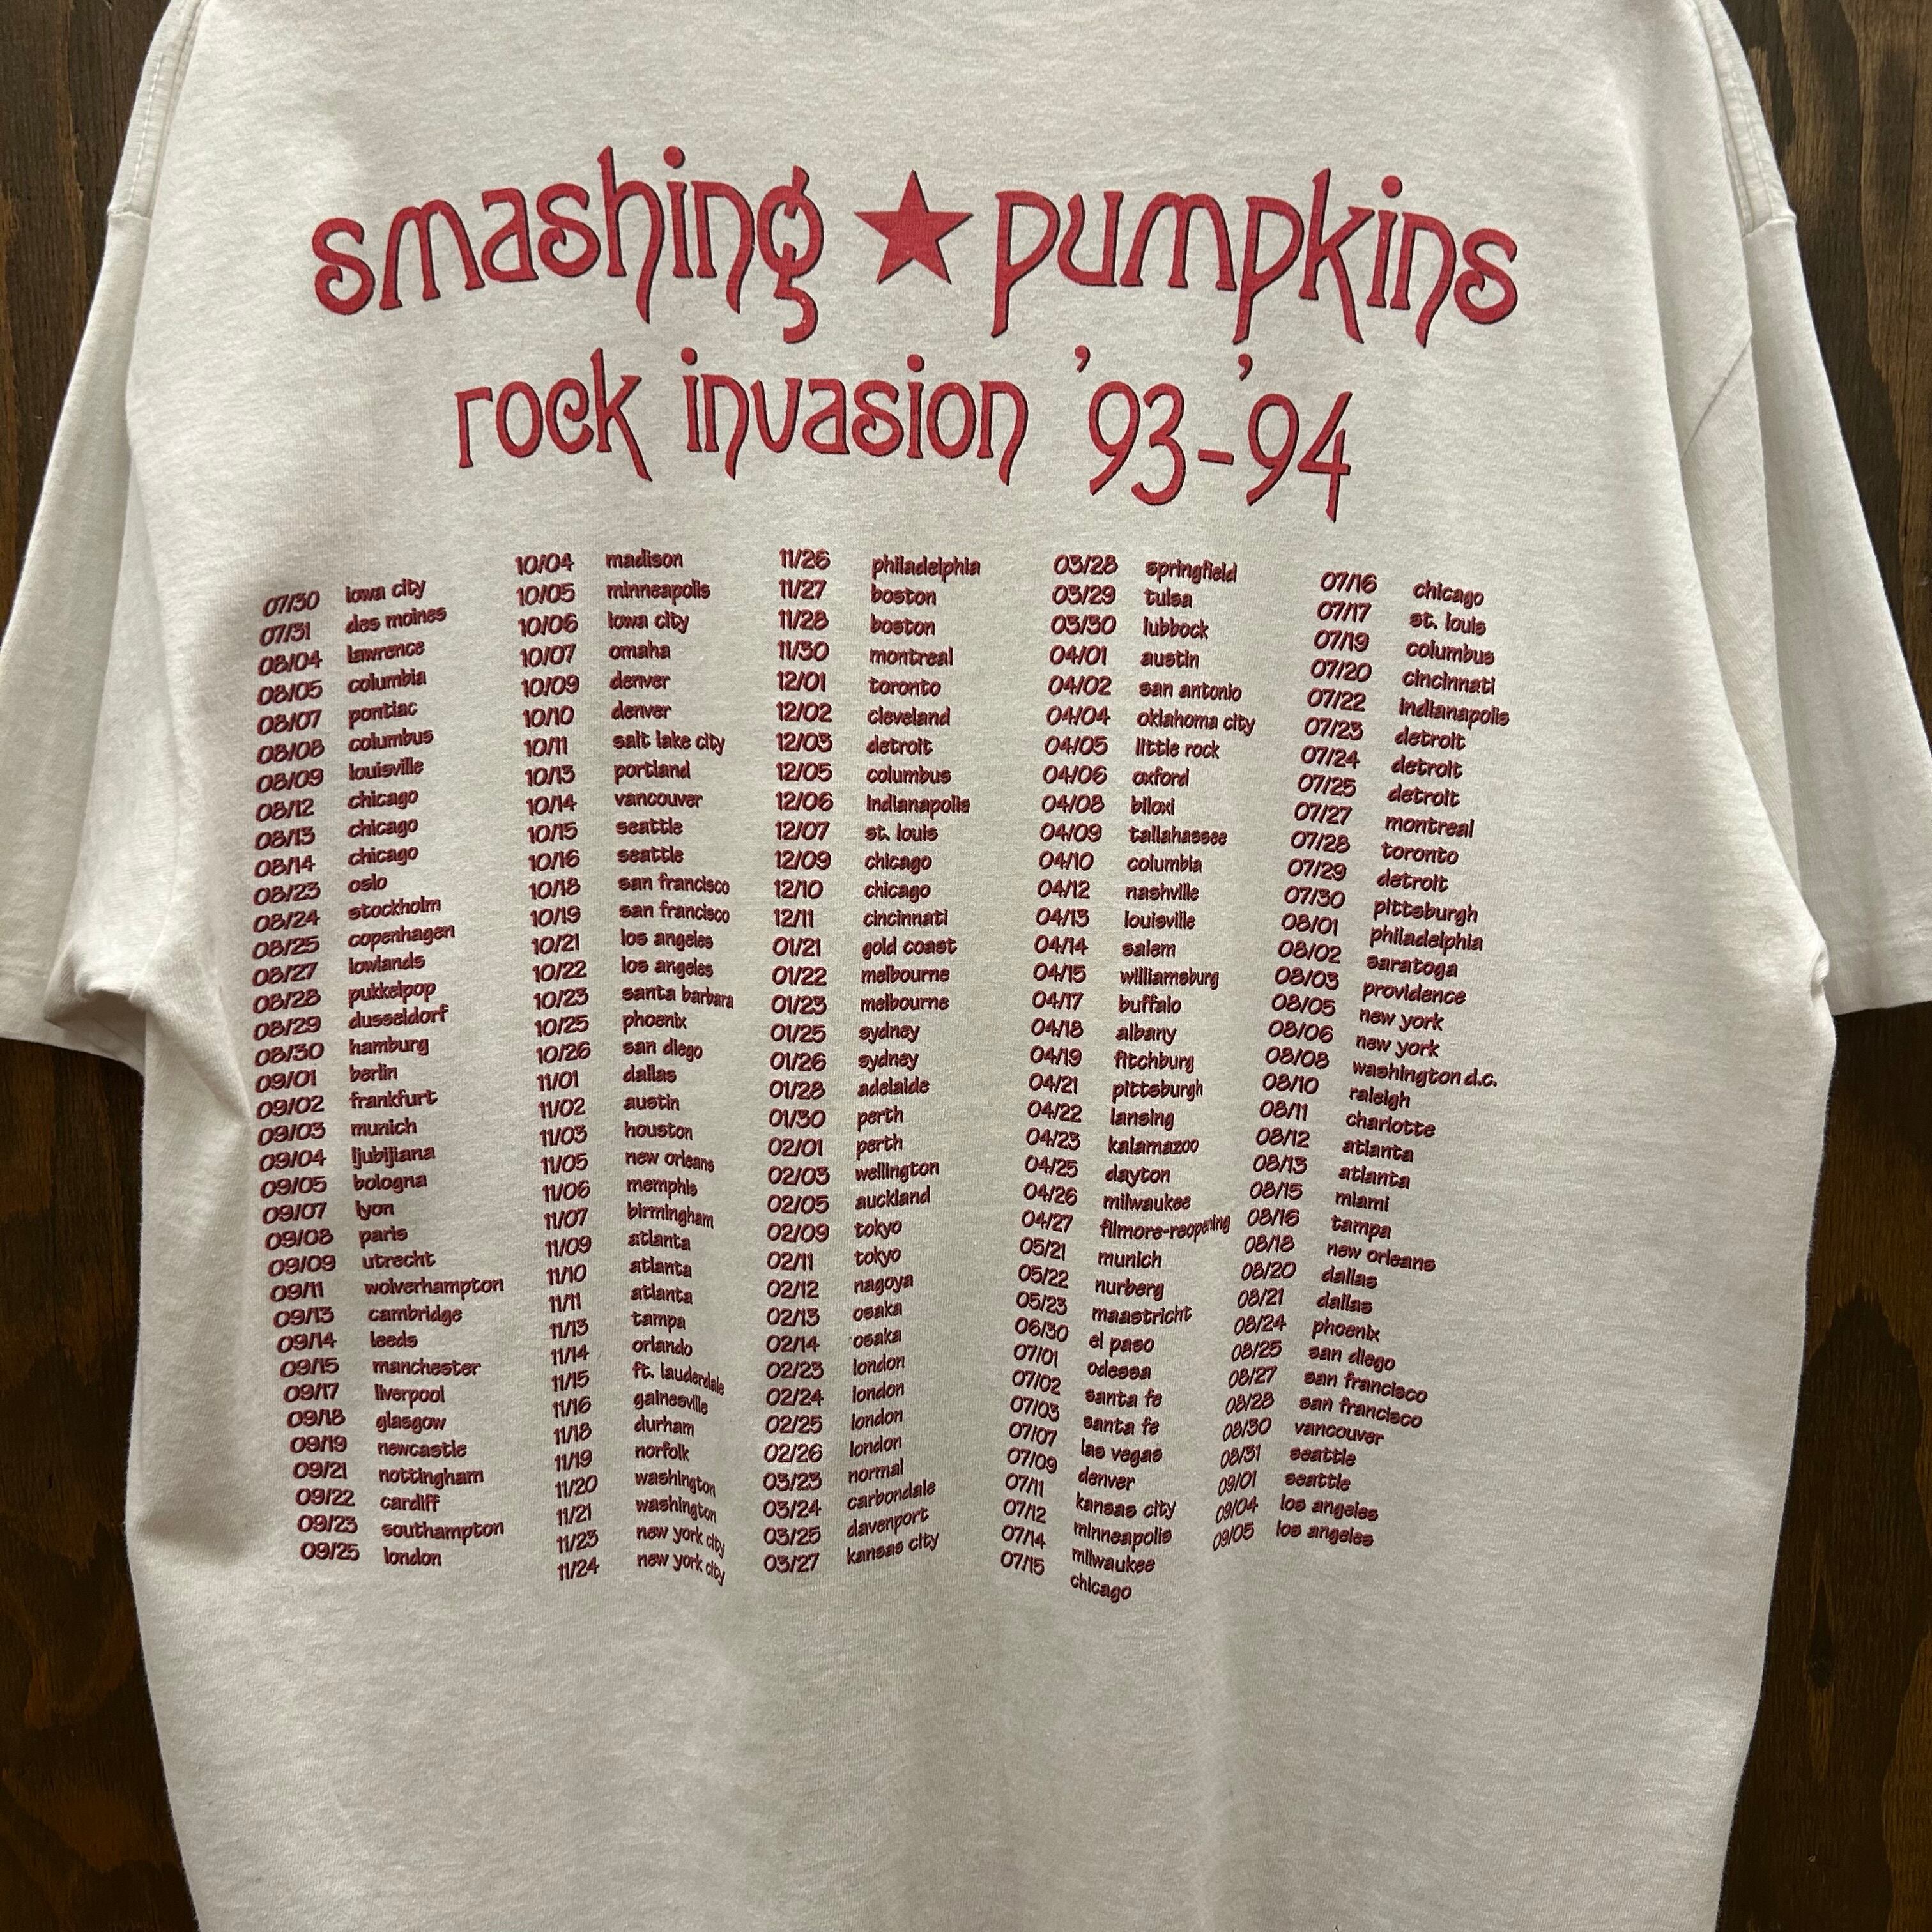 smashing ★ pumpkins
rock invasion '93-'94
07/30 iowa city
07/31 des moines
08/04 lawrence
08/05 columbia
08/07 pontiac
08/08 columbus
08/09 louisville
08/12 chicago
08/13 chicago
08/14 chicago
08/23 oslo
08/24 stockholm
08/25 copenhagen
08/27 lowlands
08/28 pukkelpop
08/29 dusseldorf
08/30 hamburg
09/01 berlin
09/02 frankfurt
09/03 munich
09/04 ljubijiana
09/05 bologna
09/07 lyon
09/08 paris
09/09 utrecht
09/11 wolverhampton
09/13 cambridge
09/14 leeds
09/15 manchester
09/17 liverpool
09/18 glasgow
09/19 newcastle
09/21 nottingham
09/22 cardiff
09/23 southampton
09/25 london
10/04 madison
10/05 minneapolis
10/06 iowa city
10/07 omaha
10/09 denver
10/10 denver
10/11 salt lake city
10/13 portland
10/14 vancouver
10/15 seattle
10/16 seattle
10/18 san francisco
10/19 san francisco
10/21 los angeles
10/22 los angeles
10/23 santa barbara
10/25 phoenix
10/26 san diego
11/01 dallas
11/02 austin
11/03 houston
11/05 new orleans
11/06 memphis
11/07 birmingham
11/09 atlanta
11/10 atlanta
11/11 atlanta
11/13 tampa
11/14 orlando
11/15 ft. lauderdale
11/16 gainesville
11/18 durham
11/19 norfolk
11/20 washington
11/21 washington
11/23 new york city
11/24 new york city
11/26 philadelphia
11/27 boston
11/28 boston
11/30 montreal
12/01 toronto
12/02 cleveland
12/03 detroit
12/05 columbus
12/06 indianapolis
12/07 st. louis
12/09 chicago
12/10 chicago
12/11 cincinnati
01/21 gold coast
01/22 melbourne
01/23 melbourne
01/25 sydney
01/26 sydney
01/28 adelaide
01/30 perth
02/01 perth
02/03 wellington
02/05 auckland
02/09 tokyo
02/11 tokyo
02/12 nagoya
02/13 osaka
02/14 osaka
02/23 london
02/24 london
02/25 london
02/26 london
03/23 normal
03/24 carbondale
03/25 davenport
03/27 kansas city
03/28 springfield
03/29 tulsa
03/30 lubbock
04/01 austin
04/02 san antonio
04/04 oklahoma city
04/05 little rock
04/06 oxford
04/08 biloxi
04/09 tallahassee
04/10 columbia
04/12 nashville
04/13 louisville
04/14 salem
04/15 williamsburg
04/17 buffalo
04/18 albany
04/19 fitchburg
04/21 pittsburgh
04/22 lansing
04/23 kalamazoo
04/25 dayton
04/26 milwaukee
04/27 filmore-reopening
05/21 munich
05/22 nurberg
05/23 maastricht
06/30 el paso
07/01 odessa
07/02 santa fe
07/03 santa fe
07/07 las vegas
07/09 denver
07/11 kansas city
07/12 minneapolis
07/14 milwaukee
07/15 chicago
07/16 chicago
07/17 st. louis
07/19 columbus
07/20 cincinnati
07/22 indianapolis
07/23 detroit
07/24 detroit
07/25 detroit
07/27 montreal
07/28 toronto
07/29 detroit
07/30 pittsburgh
08/01 philadelphia
08/02 saratoga
08/03 providence
08/05 new york
08/06 new york
08/08 washington d.c.
08/10 raleigh
08/11 charlotte
08/12 atlanta
08/13 atlanta
08/15 miami
08/16 tampa
08/18 new orleans
08/20 dallas
08/21 dallas
08/24 phoenix
08/25 san diego
08/27 san francisco
08/28 san francisco
08/30 vancouver
08/31 seattle
09/01 seattle
09/04 los angeles
09/05 los angeles